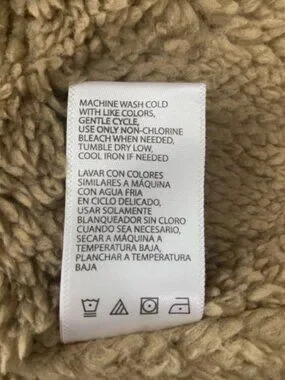 MACHINE WASH COLD
WITH LIKE COLORS,
GENTLE CYCLE,
USE ONLY NON-CHLORINE
BLEACH WHEN NEEDED,
TUMBLE DRY LOW,
COOL IRON IF NEEDED
LAVAR CON COLORES
SIMILARES A MÁQUINA
CON AGUA FRIA
EN CICLO DELICADO,
USAR SOLAMENTE
BLANQUEADOR SIN CLORO
CUANDO SEA NECESARIO,
SECAR A MÁQUINA A
TEMPERATURA BAJA,
PLANCHAR A TEMPERATURA
BAJA